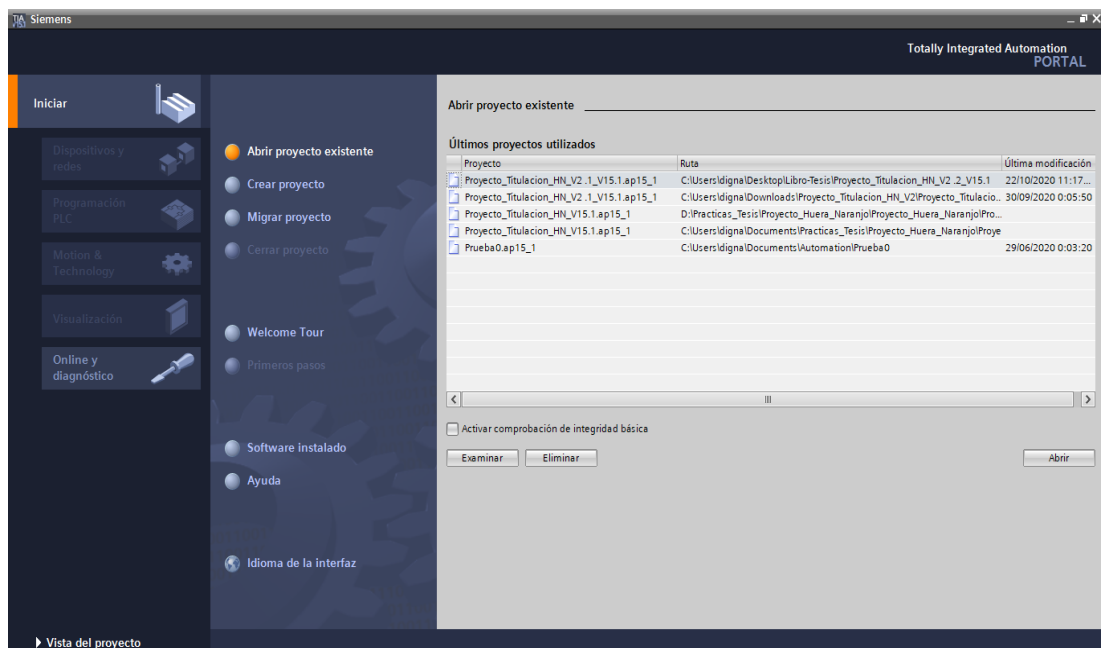 Siemens
Totally Integrated Automation
PORTAL
Iniciar
Dispositivos y
redes
Programación
PLC
Motion &
Technology
Visualización
Online y
diagnóstico
Vista del proyecto
Abrir proyecto existente
Crear proyecto
Migrar proyecto
Cerrar proyecto
Welcome Tour
Primeros pasos
Software instalado
Ayuda
Idioma de la interfaz
Abrir proyecto existente
Últimos proyectos utilizados
Proyecto Ruta Última modificación
Proyecto_Titulacion_HN_V2 .1_V15.1.ap15_1 C:\Users\digna\Desktop\Libro-Tesis\Proyecto_Titulacion_HN_V2 .2_V15.1 22/10/2020 11:17...
Proyecto_Titulacion_HN_V2 .1_V15.1.ap15_1 C:\Users\digna\Downloads\Proyecto_Titulacion_HN_V2\Proyecto_Titulacio.. 30/09/2020 0:05:50
Proyecto_Titulacion_HN_V15.1.ap15_1 D:\Practicas_Tesis\Proyecto_Huera_Naranjo\Proyecto_Huera_Naranjo\Pro...
Proyecto_Titulacion_HN_V15.1.ap15_1 C:\Users\digna\Documents\Practicas_Tesis\Proyecto_Huera_Naranjo\Proye
Prueba0.ap15_1 C:\Users\digna\Documents\Automation\Prueba0 29/06/2020 0:03:20
Activar comprobación de integridad básica
Examinar Eliminar Abrir